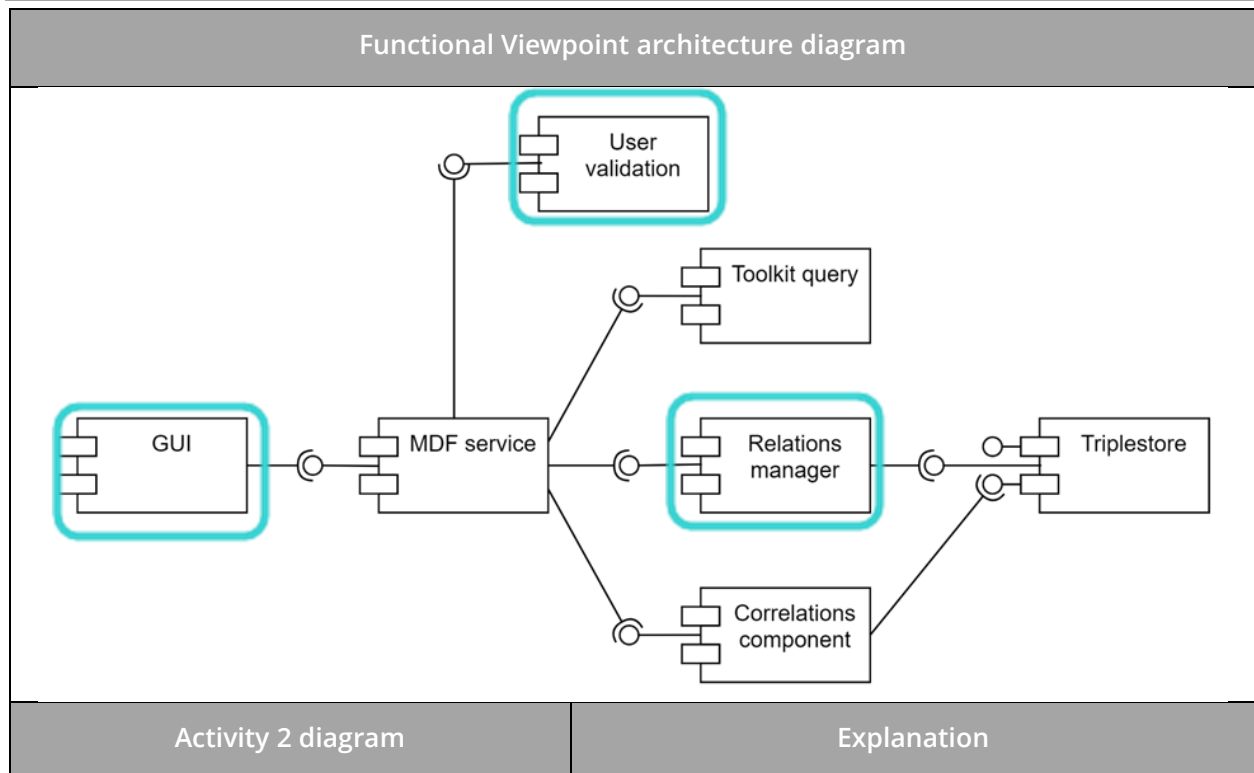 Functional Viewpoint architecture diagram
User
validation
Toolkit query
GUI
MDF service
Relations
manager
Triplestore
Correlations
component
Activity 2 diagram
Explanation